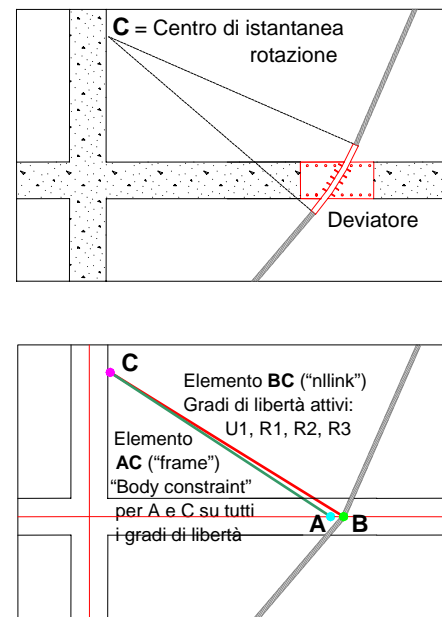 C = Centro di istantanea
rotazione
Deviatore
C
Elemento BC (“nllink”)
Gradi di libertà attivi:
U1, R1, R2, R3
Elemento
AC (“frame”)
“Body constraint”
per A e C su tutti
i gradi di libertà
A
B